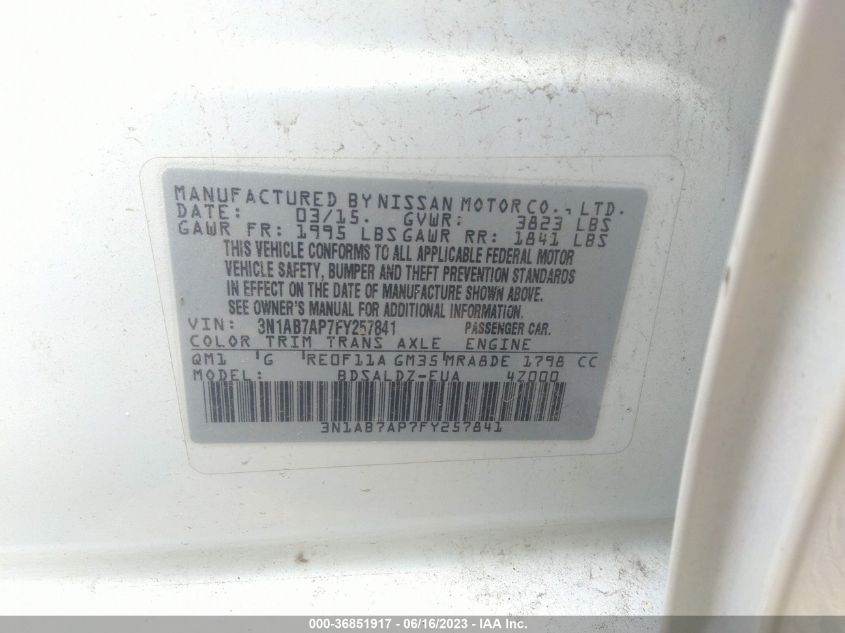 MANUFACTURED BY NISSAN MOTOR CO., LTD.
DATE: 03/15. GVWR: 3823 LBS
GAWR FR: 1995 LBS GAWR RR: 1841 LBS
THIS VEHICLE CONFORMS TO ALL APPLICABLE FEDERAL MOTOR
VEHICLE SAFETY, BUMPER AND THEFT PREVENTION STANDARDS
IN EFFECT ON THE DATE OF MANUFACTURE SHOWN ABOVE.
SEE OWNER'S MANUAL FOR ADDITIONAL INFORMATION.
VIN: 3N1AB7AP7FY257841 PASSENGER CAR.
COLOR TRIM TRANS AXLE ENGINE
QM1 G RE0F11A GM35 MRA8DE 1798 CC
MODEL: BDSALDZ-EUA 4Z000
3N1AB7AP7FY257841
000-36851917 - 06/16/2023 - IAA Inc.